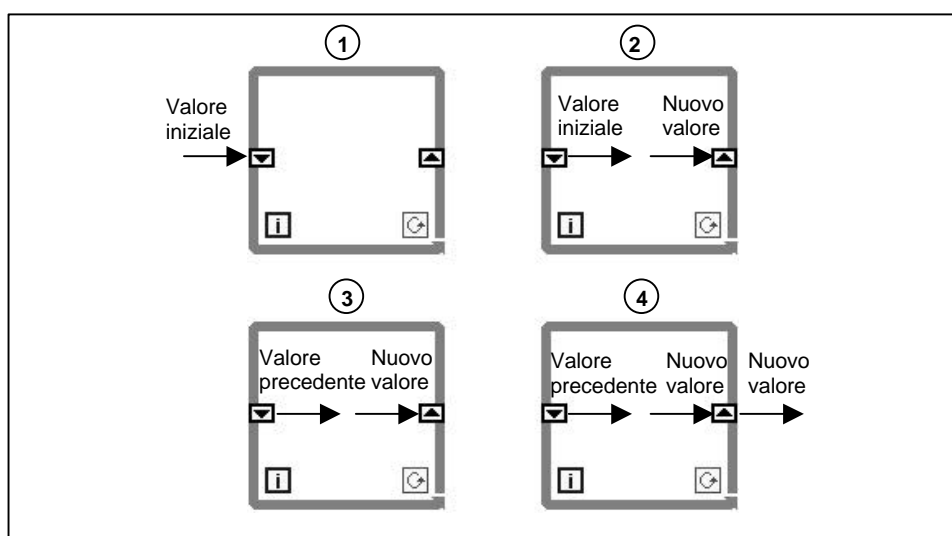 1
2
Valore
iniziale
i
Valore
iniziale
Nuovo
valore
i
3
4
Valore
precedente
Nuovo
valore
i
Valore
precedente
Nuovo
valore
Nuovo
valore
i